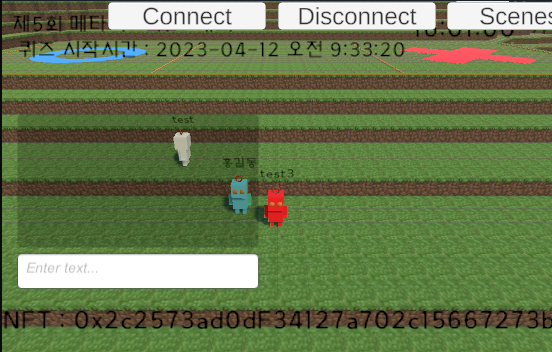 Connect Disconnect Scenes
제5회 메타
퀴즈 시작시간 : 2023-04-12 오전 9:33:20
test
홍길동
test3
Enter text...
NFT : 0x2c2573ad0dF34127a702c15667273b